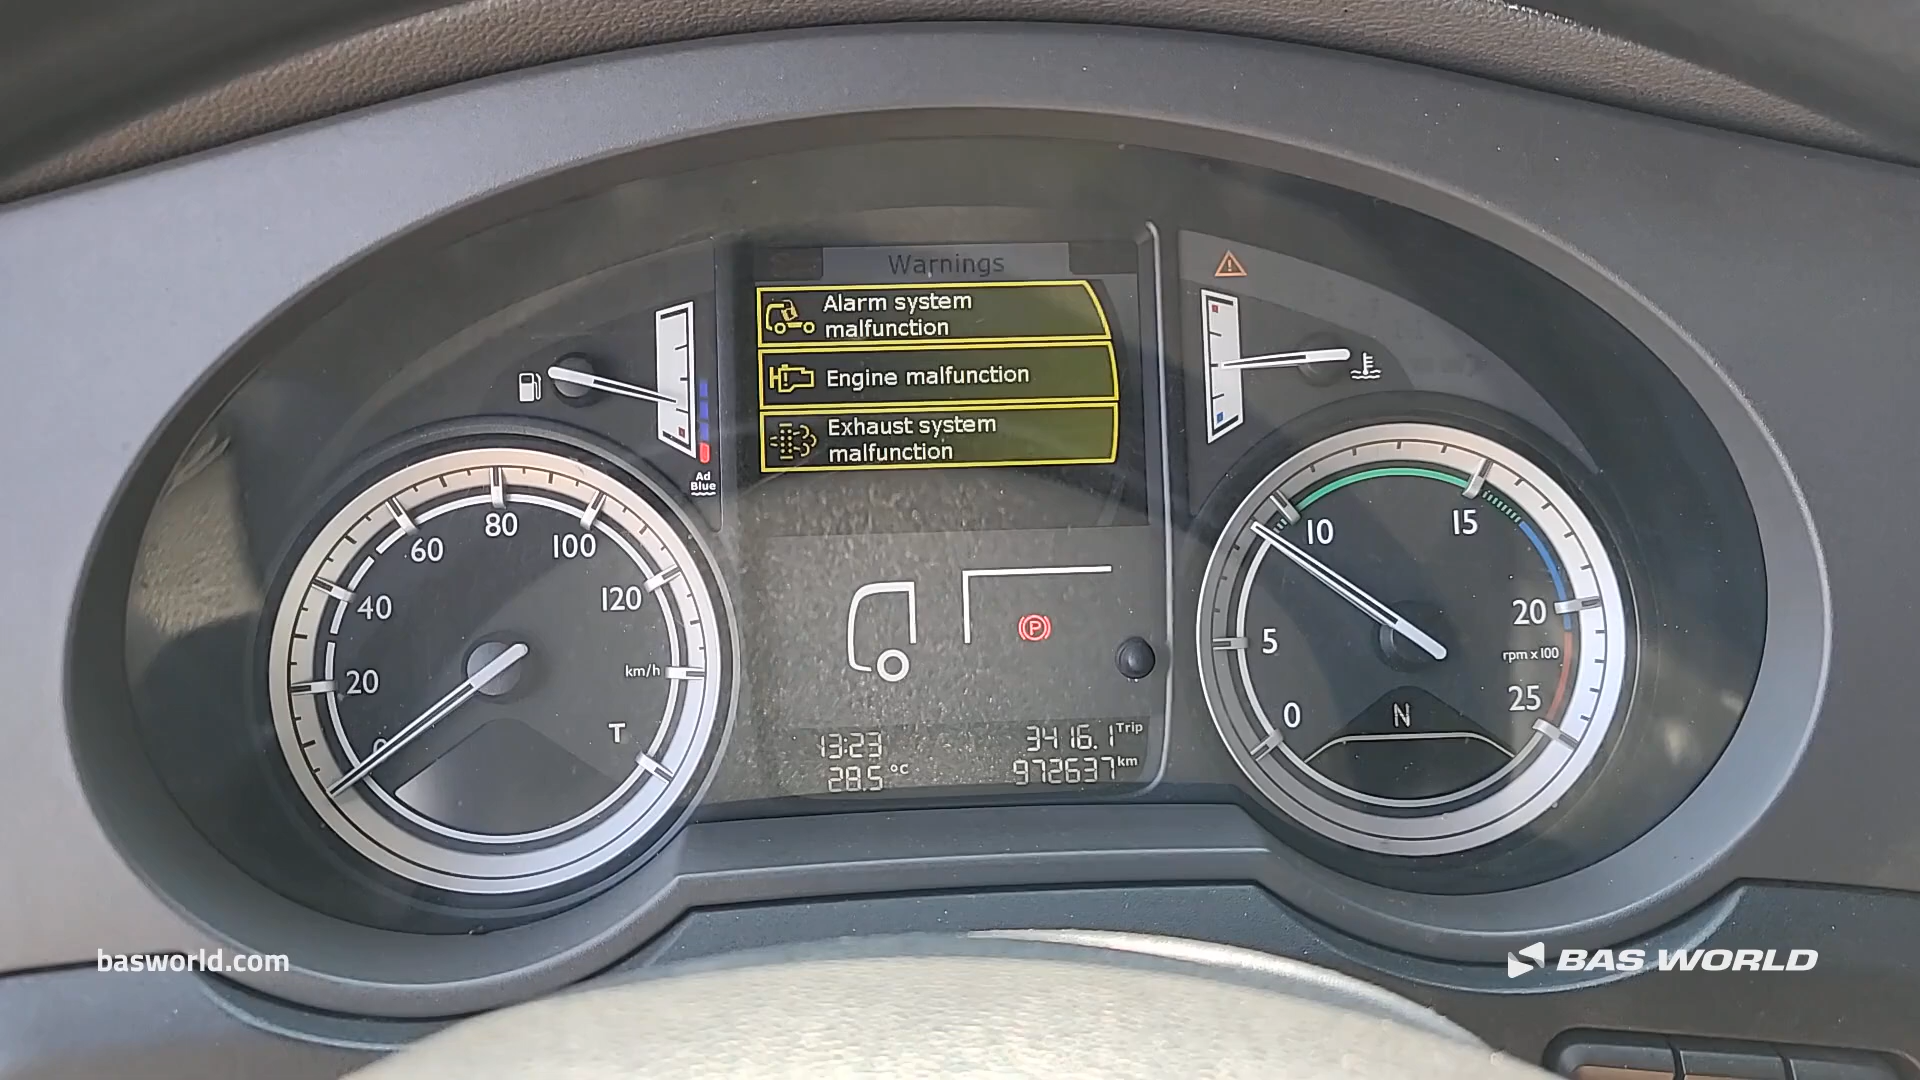 Warnings
Alarm system
malfunction
Engine malfunction
Exhaust system
malfunction
Ad
Blue
0
20
40
60
80
100
120
km/h
T
P
13:23
28.5 °C
3416.1 Trip
972637 km
0
5
10
15
20
25
rpm x 100
N
basworld.com
BAS WORLD